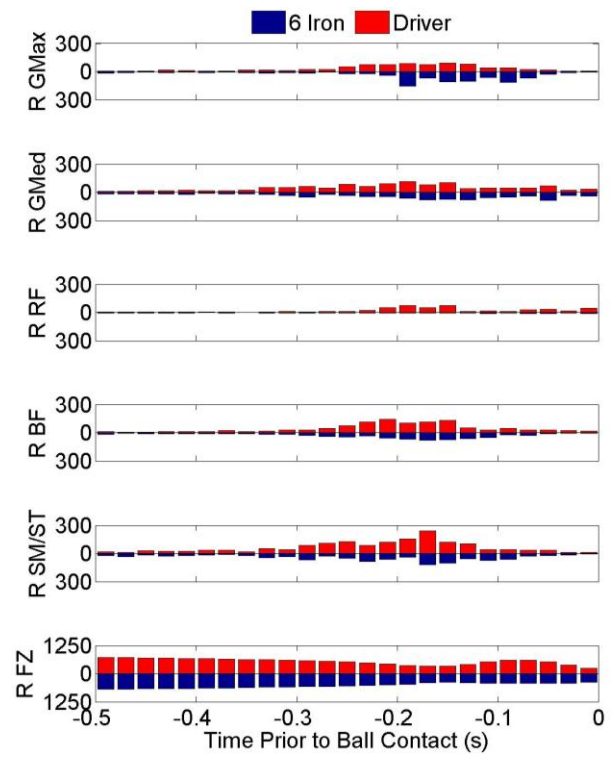 6 Iron Driver
300
0
300
R GMax
300
0
300
R GMed
300
0
300
R RF
300
0
300
R BF
300
0
300
R SM/ST
1250
0
1250
R FZ
-0.5 -0.4 -0.3 -0.2 -0.1 0
Time Prior to Ball Contact (s)